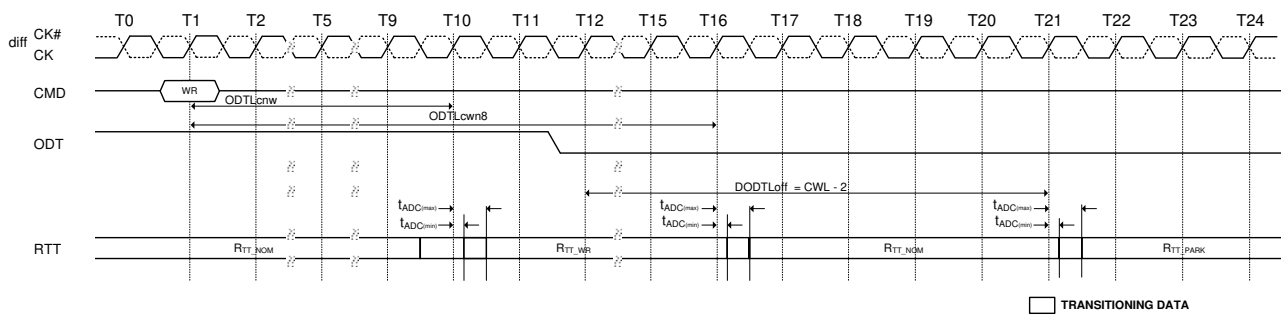 T0 T1 T2 T5 T9 T10 T11 T12 T15 T16 T17 T18 T19 T20 T21 T22 T23 T24
diff CK#
CK
CMD WR
ODTLcnw
ODTLcwn8
ODT
DODTLoff = CWL - 2
tADC(max) tADC(max) tADC(max)
tADC(min) tADC(min) tADC(min)
RTT RTT_NOM RTT_WR RTT_NOM RTT_PARK
TRANSITIONING DATA